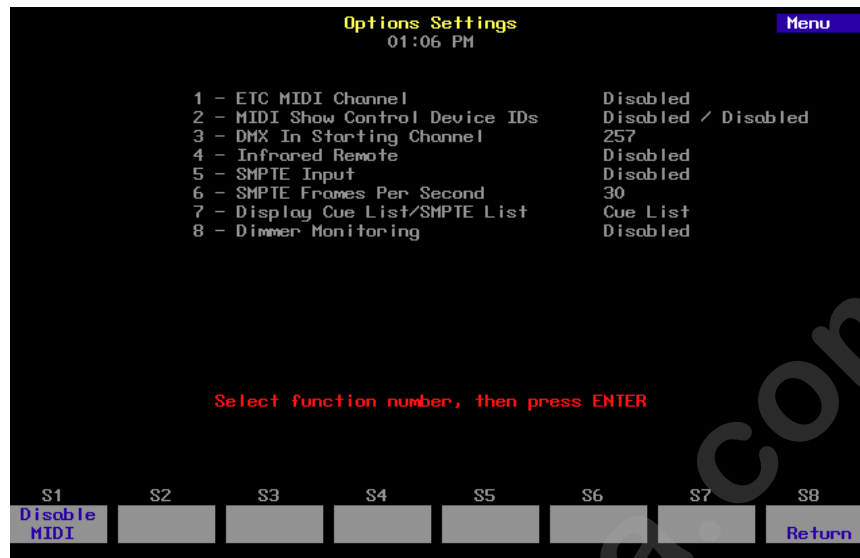 Options Settings Menu
01:06 PM
1 - ETC MIDI Channel Disabled
2 - MIDI Show Control Device IDs Disabled / Disabled
3 - DMX In Starting Channel 257
4 - Infrared Remote Disabled
5 - SMPTE Input Disabled
6 - SMPTE Frames Per Second 30
7 - Display Cue List/SMPTE List Cue List
8 - Dimmer Monitoring Disabled
Select function number, then press ENTER
S1 S2 S3 S4 S5 S6 S7 S8
Disable
MIDI Return